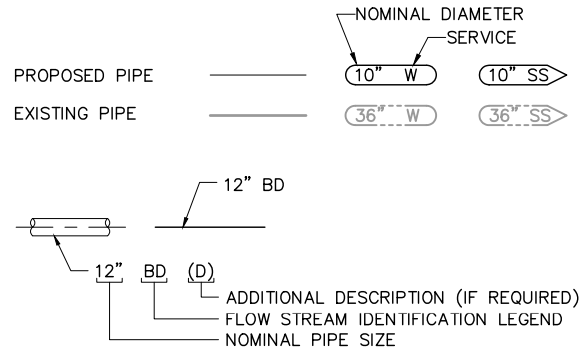 NOMINAL DIAMETER
SERVICE
PROPOSED PIPE 10" W 10" SS
EXISTING PIPE 36" W 36" SS
12" BD
12" BD (D)
ADDITIONAL DESCRIPTION (IF REQUIRED)
FLOW STREAM IDENTIFICATION LEGEND
NOMINAL PIPE SIZE